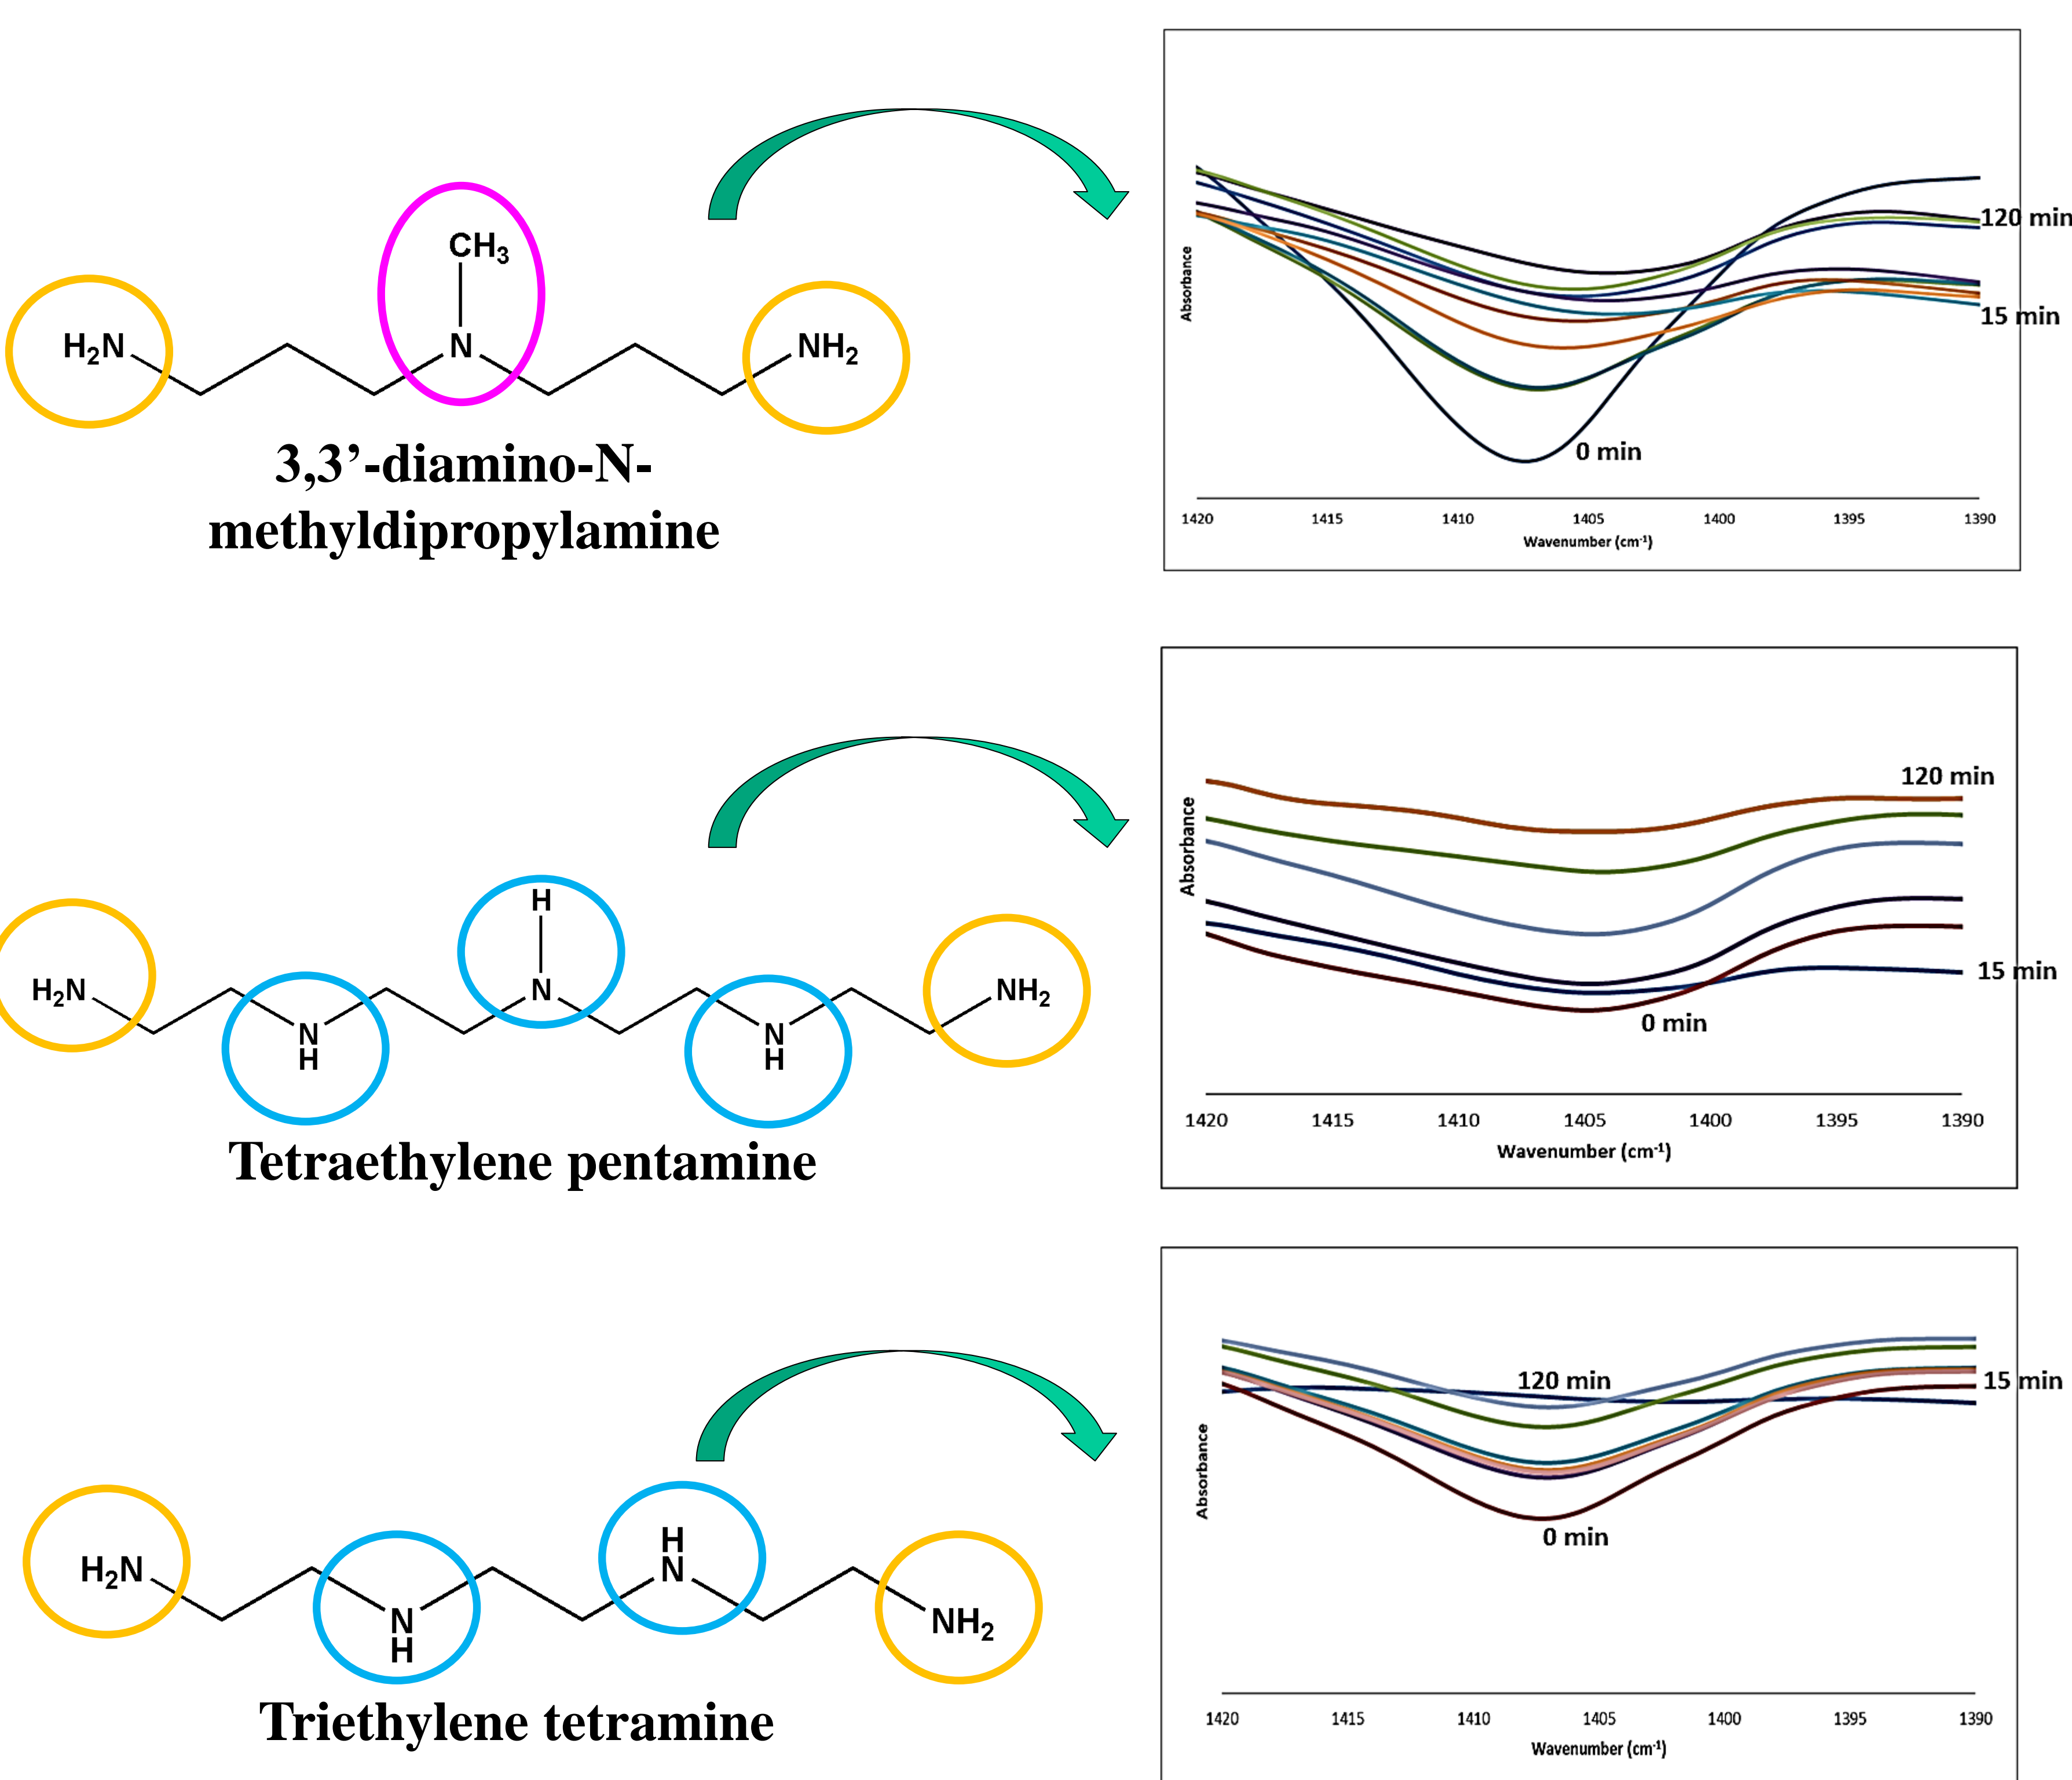 CH3
H2N
N
NH2
3,3’-diamino-N-
methyldipropylamine
Absorbance
120 min
15 min
0 min
1420 1415 1410 1405 1400 1395 1390
Wavenumber (cm-1)
H
H2N
N
NH2
N
H
N
H
Tetraethylene pentamine
Absorbance
120 min
15 min
0 min
1420 1415 1410 1405 1400 1395 1390
Wavenumber (cm-1)
H2N
H
N
N
H
NH2
Triethylene tetramine
Absorbance
120 min
15 min
0 min
1420 1415 1410 1405 1400 1395 1390
Wavenumber (cm-1)